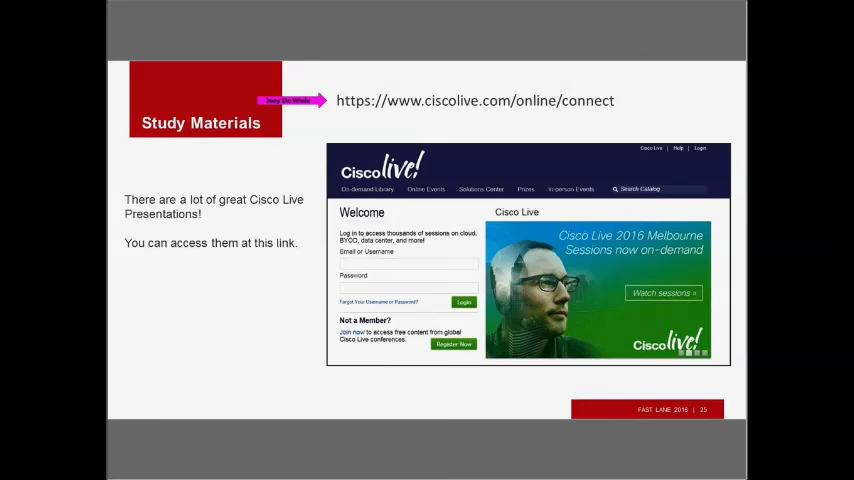 https://www.ciscolive.com/online/connect
Study Materials
There are a lot of great Cisco Live
Presentations!
You can access them at this link.
Cisco Live | Help | Login
Cisco live!
On-demand Library Online Events Solutions Center Prizes In-person Events Search Catalog
Welcome
Log in to access thousands of sessions on cloud,
BYOD, data center, and more!
Email or Username
Password
Forgot Your Username or Password? Login
Not a Member?
Join now to access free content from global
Cisco Live conferences.
Register Now
Cisco Live
Cisco Live 2016 Melbourne
Sessions now on-demand
Watch sessions »
Cisco live!
FAST LANE 2016 | 25